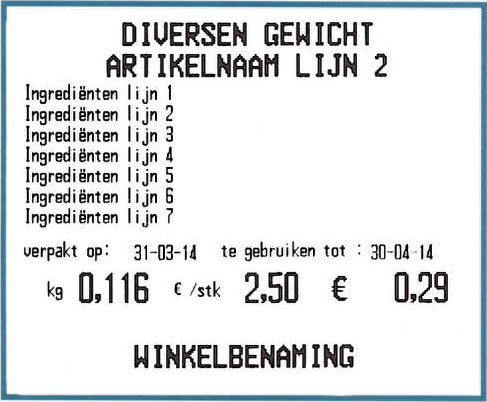 DIVERSEN GEWICHT
ARTIKELNAAM LIJN 2
Ingrediënten lijn 1
Ingrediënten lijn 2
Ingrediënten lijn 3
Ingrediënten lijn 4
Ingrediënten lijn 5
Ingrediënten lijn 6
Ingrediënten lijn 7
verpakt op: 31-03-14 te gebruiken tot : 30-04-14
kg 0,116 € /stk 2,50 € 0,29
WINKELBENAMING